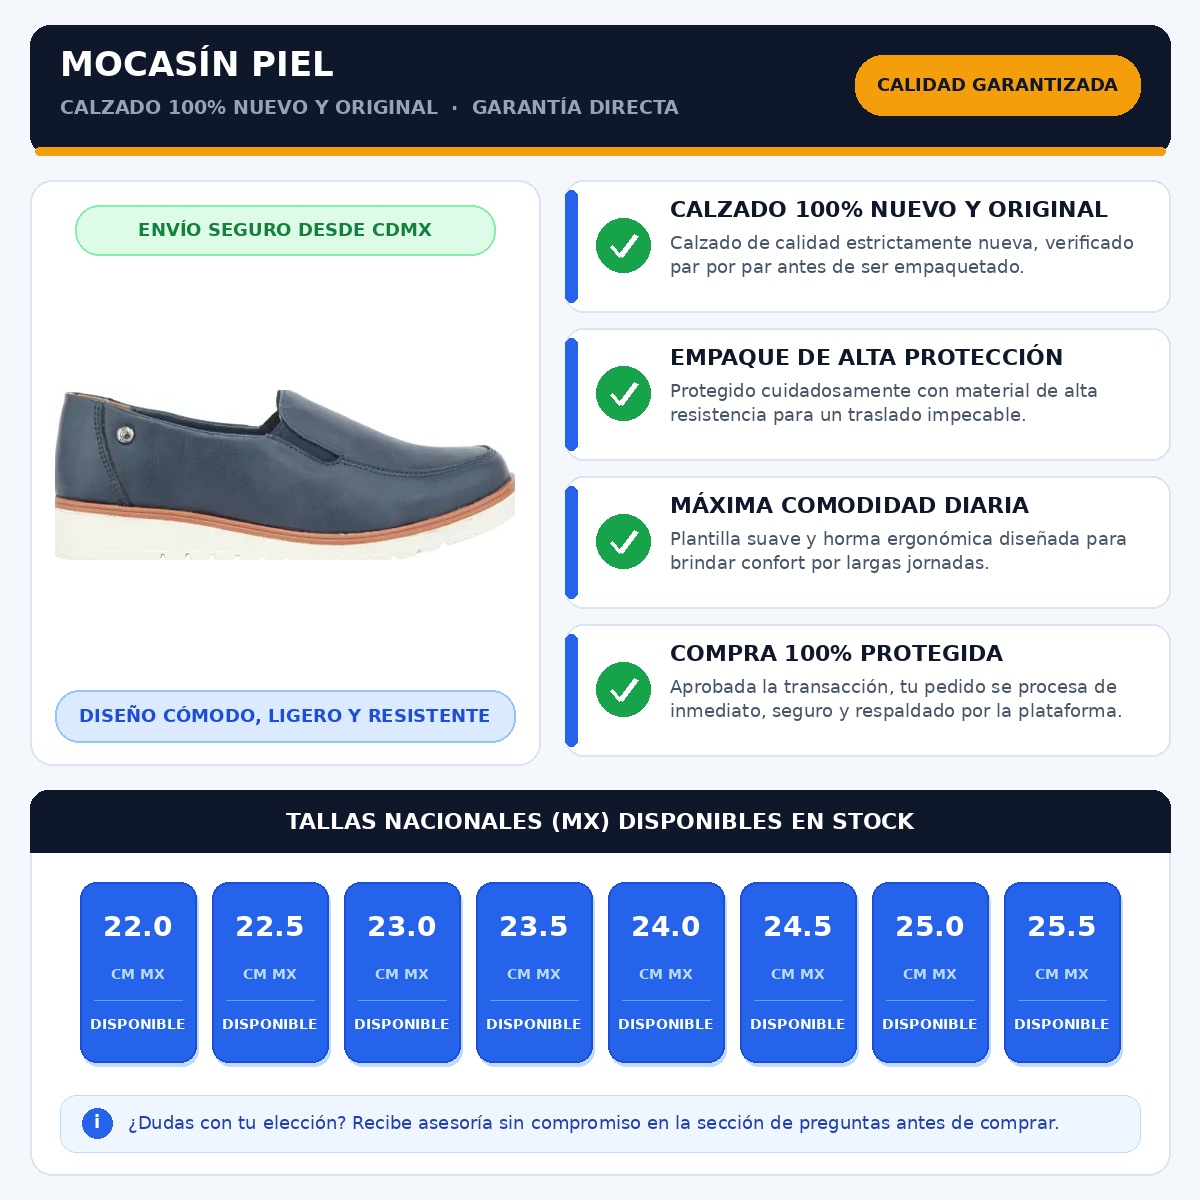 MOCASÍN PIEL
CALZADO 100% NUEVO Y ORIGINAL · GARANTÍA DIRECTA
CALIDAD GARANTIZADA
ENVÍO SEGURO DESDE CDMX
DISEÑO CÓMODO, LIGERO Y RESISTENTE
CALZADO 100% NUEVO Y ORIGINAL
Calzado de calidad estrictamente nueva, verificado
par por par antes de ser empaquetado.
EMPAQUE DE ALTA PROTECCIÓN
Protegido cuidadosamente con material de alta
resistencia para un traslado impecable.
MÁXIMA COMODIDAD DIARIA
Plantilla suave y horma ergonómica diseñada para
brindar confort por largas jornadas.
COMPRA 100% PROTEGIDA
Aprobada la transacción, tu pedido se procesa de
inmediato, seguro y respaldado por la plataforma.
TALLAS NACIONALES (MX) DISPONIBLES EN STOCK
22.0 22.5 23.0 23.5 24.0 24.5 25.0 25.5
CM MX CM MX CM MX CM MX CM MX CM MX CM MX CM MX
DISPONIBLE DISPONIBLE DISPONIBLE DISPONIBLE DISPONIBLE DISPONIBLE DISPONIBLE DISPONIBLE
i ¿Dudas con tu elección? Recibe asesoría sin compromiso en la sección de preguntas antes de comprar.